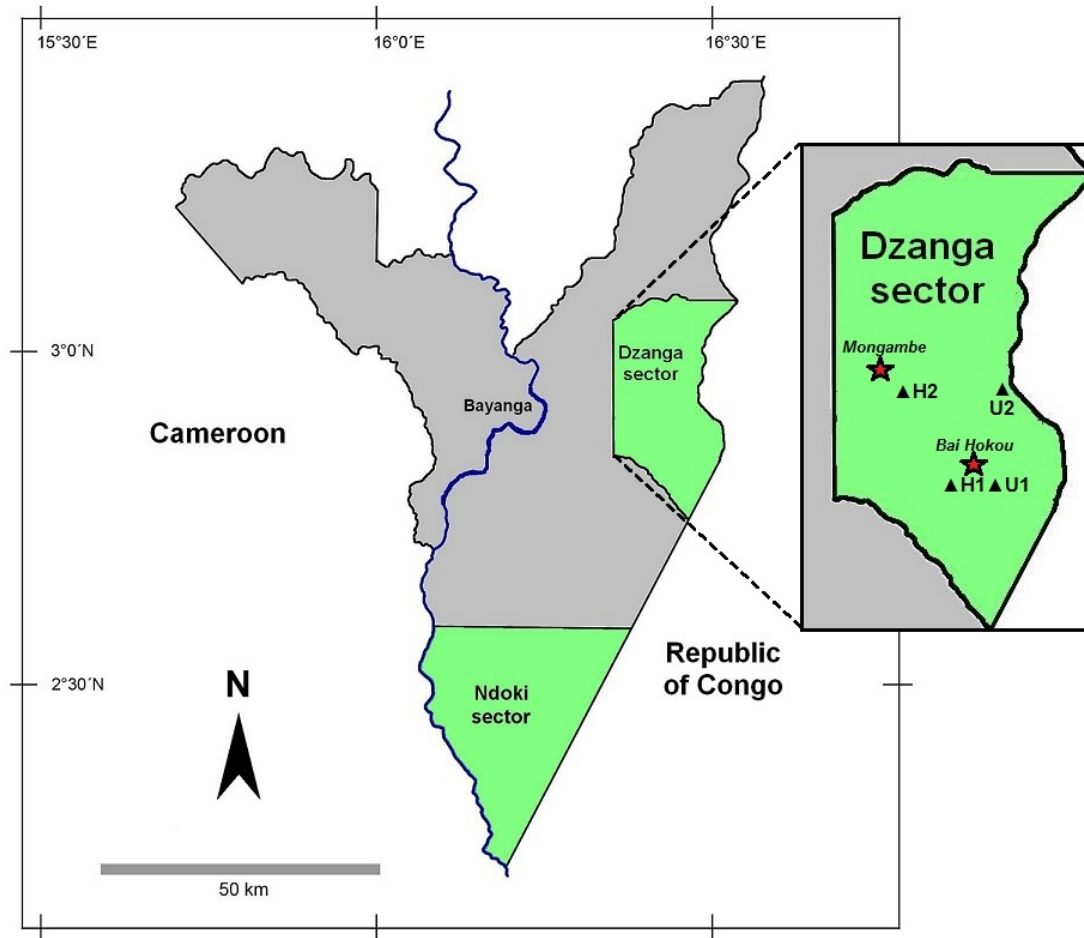 15°30´E
16°0´E
16°30´E
Dzanga
sector
Mongambe
H2
U2
Bai Hokou
H1
U1
3°0´N
Dzanga
sector
Bayanga
Cameroon
Republic
of Congo
2°30´N
N
Ndoki
sector
50 km